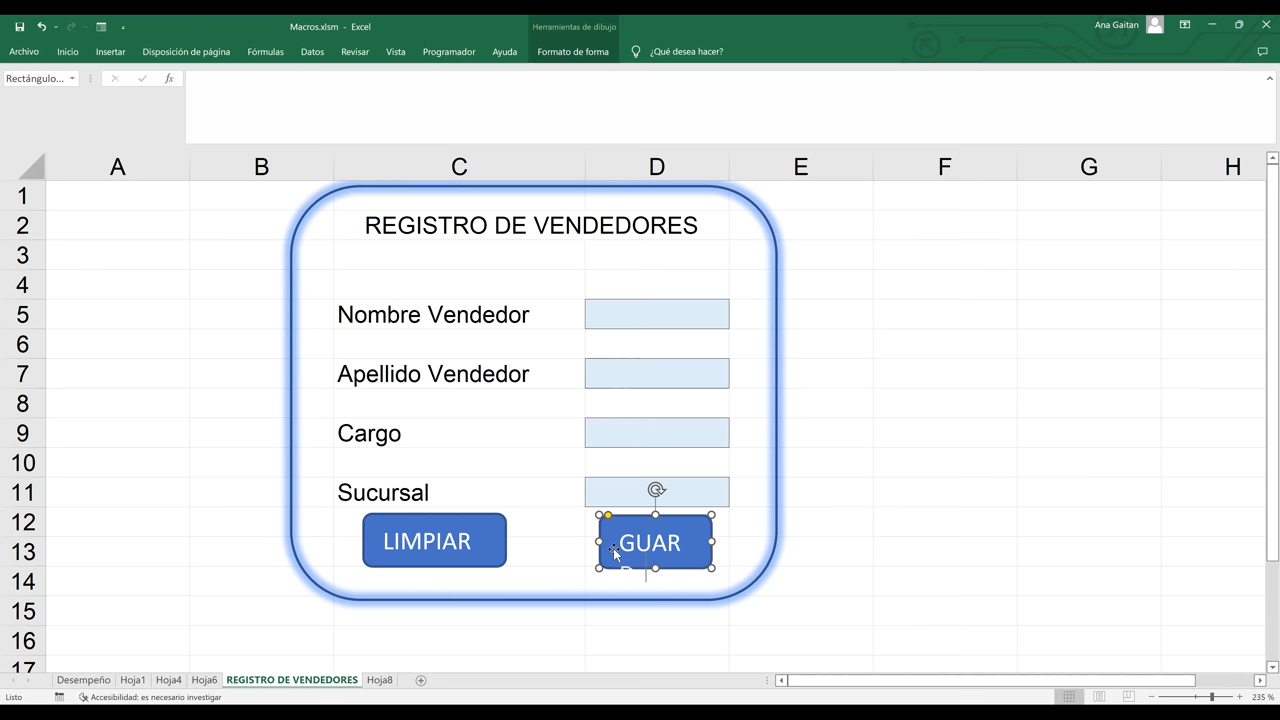 Macros.xlsm - Excel
Herramientas de dibujo
Ana Gaitan
Archivo Inicio Insertar Disposición de página Fórmulas Datos Revisar Vista Programador Ayuda Formato de forma ¿Qué desea hacer?
Rectángulo... fx
A B C D E F G H
1
2 REGISTRO DE VENDEDORES
3
4
5 Nombre Vendedor
6
7 Apellido Vendedor
8
9 Cargo
10
11 Sucursal
12
LIMPIAR GUAR
13
14
15
16
17
Desempeño Hoja1 Hoja4 Hoja6 REGISTRO DE VENDEDORES Hoja8
Listo Accesibilidad: es necesario investigar 235 %